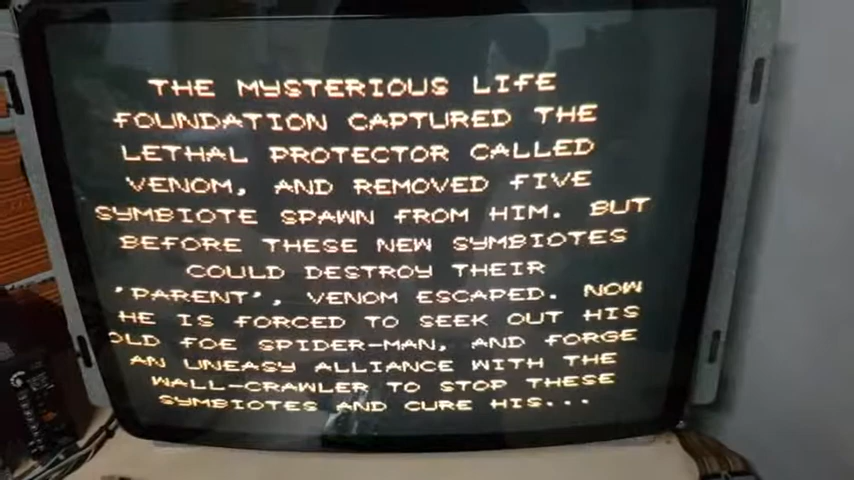 THE MYSTERIOUS LIFE
FOUNDATION CAPTURED THE
LETHAL PROTECTOR CALLED
VENOM, AND REMOVED FIVE
SYMBIOTE SPAWN FROM HIM. BUT
BEFORE THESE NEW SYMBIOTES
COULD DESTROY THEIR
'PARENT', VENOM ESCAPED. NOW
HE IS FORCED TO SEEK OUT HIS
OLD FOE SPIDER-MAN, AND FORGE
AN UNEASY ALLIANCE WITH THE
WALL-CRAWLER TO STOP THESE
SYMBIOTES AND CURE HIS...